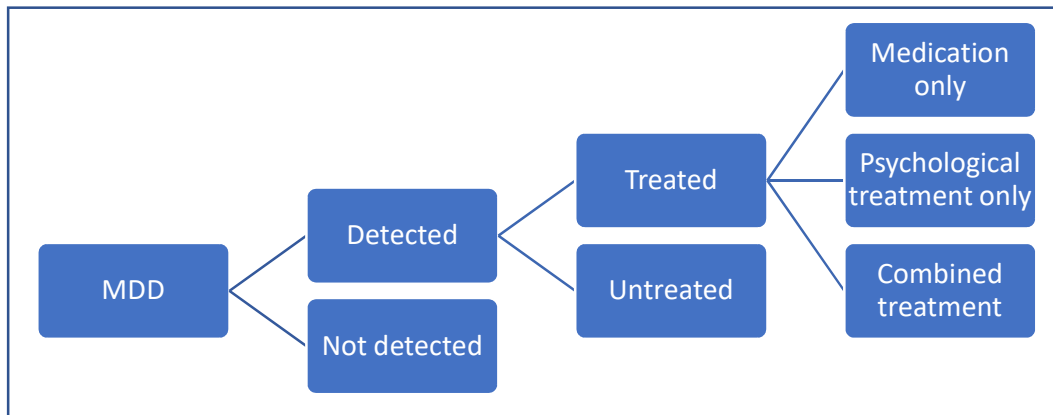 MDD
Detected
Not detected
Treated
Untreated
Medication
only
Psychological
treatment only
Combined
treatment